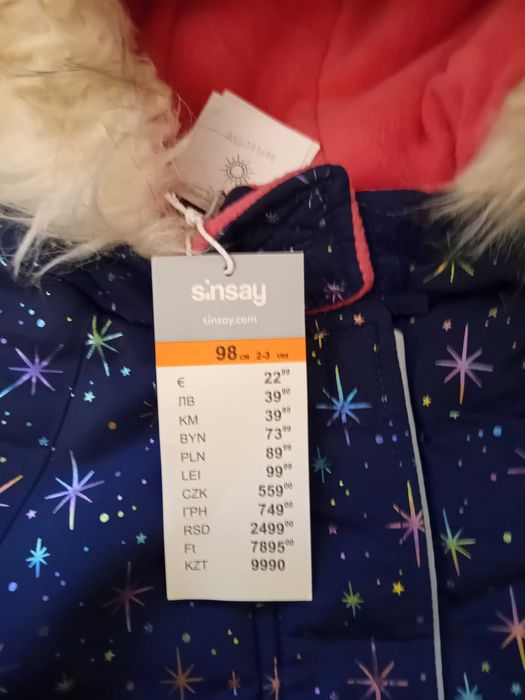 sinsay
sinsay.com
98 CM 2-3 YRS
€ 22⁹⁹
ЛВ 39⁹⁰
KM 39⁹⁵
BYN 73⁹⁹
PLN 89⁹⁹
LEI 99⁹⁹
CZK 559⁰⁰
ГРН 749⁰⁰
RSD 2499⁰⁰
Ft 7895⁰⁰
KZT 9990